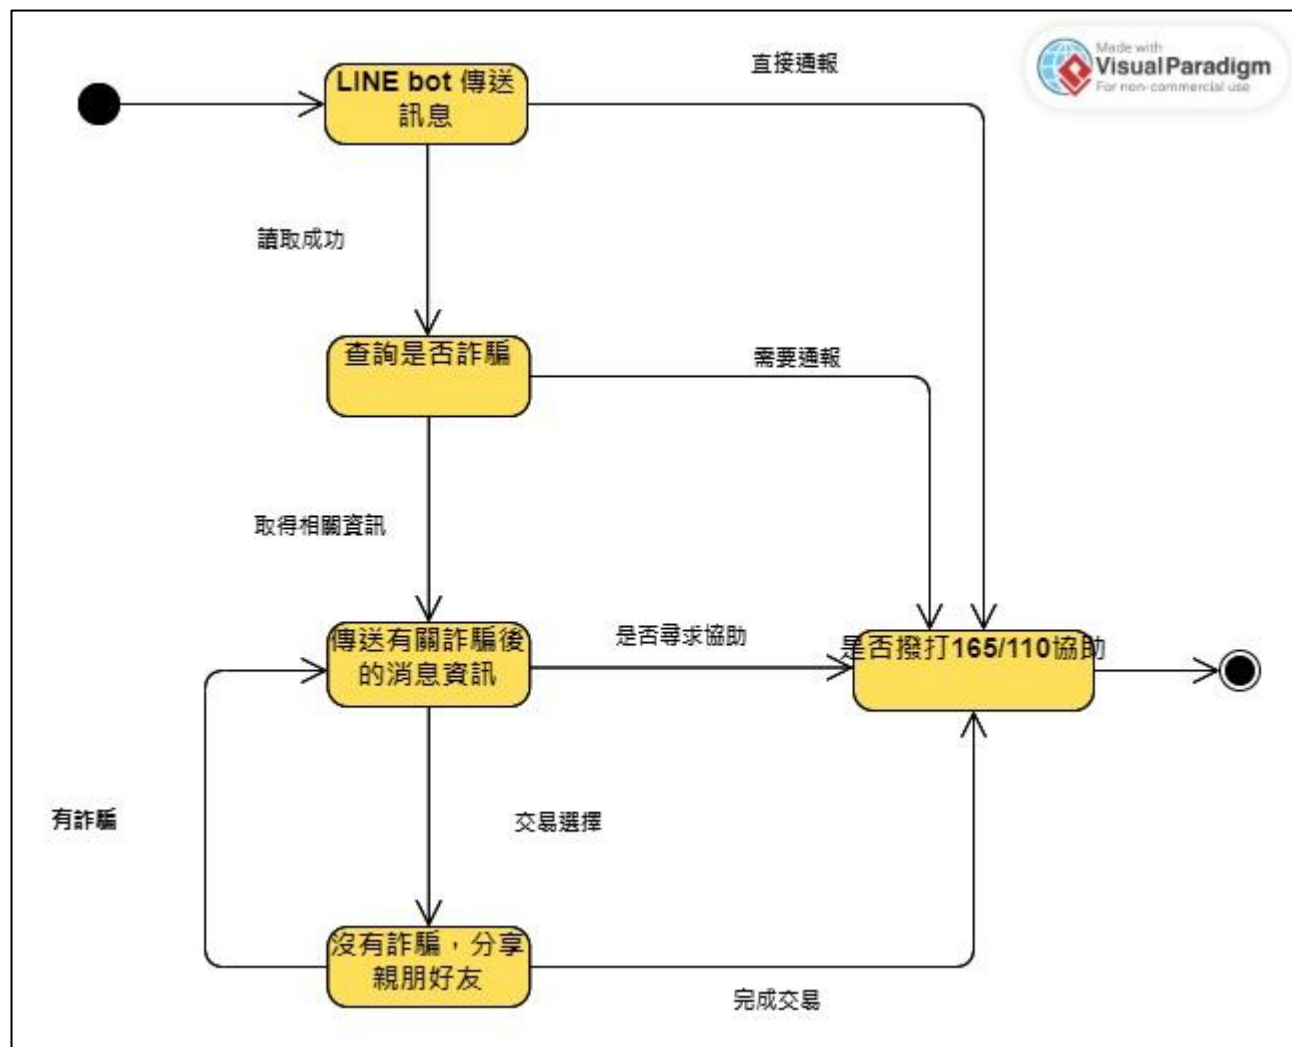 Made with
VisualParadigm
For non-commercial use
直接通報
LINE bot 傳送
訊息
讀取成功
查詢是否詐騙
需要通報
取得相關資訊
傳送有關詐騙後
的消息資訊
是否尋求協助
是否撥打165/110協助
有詐騙
交易選擇
沒有詐騙，分享
親朋好友
完成交易